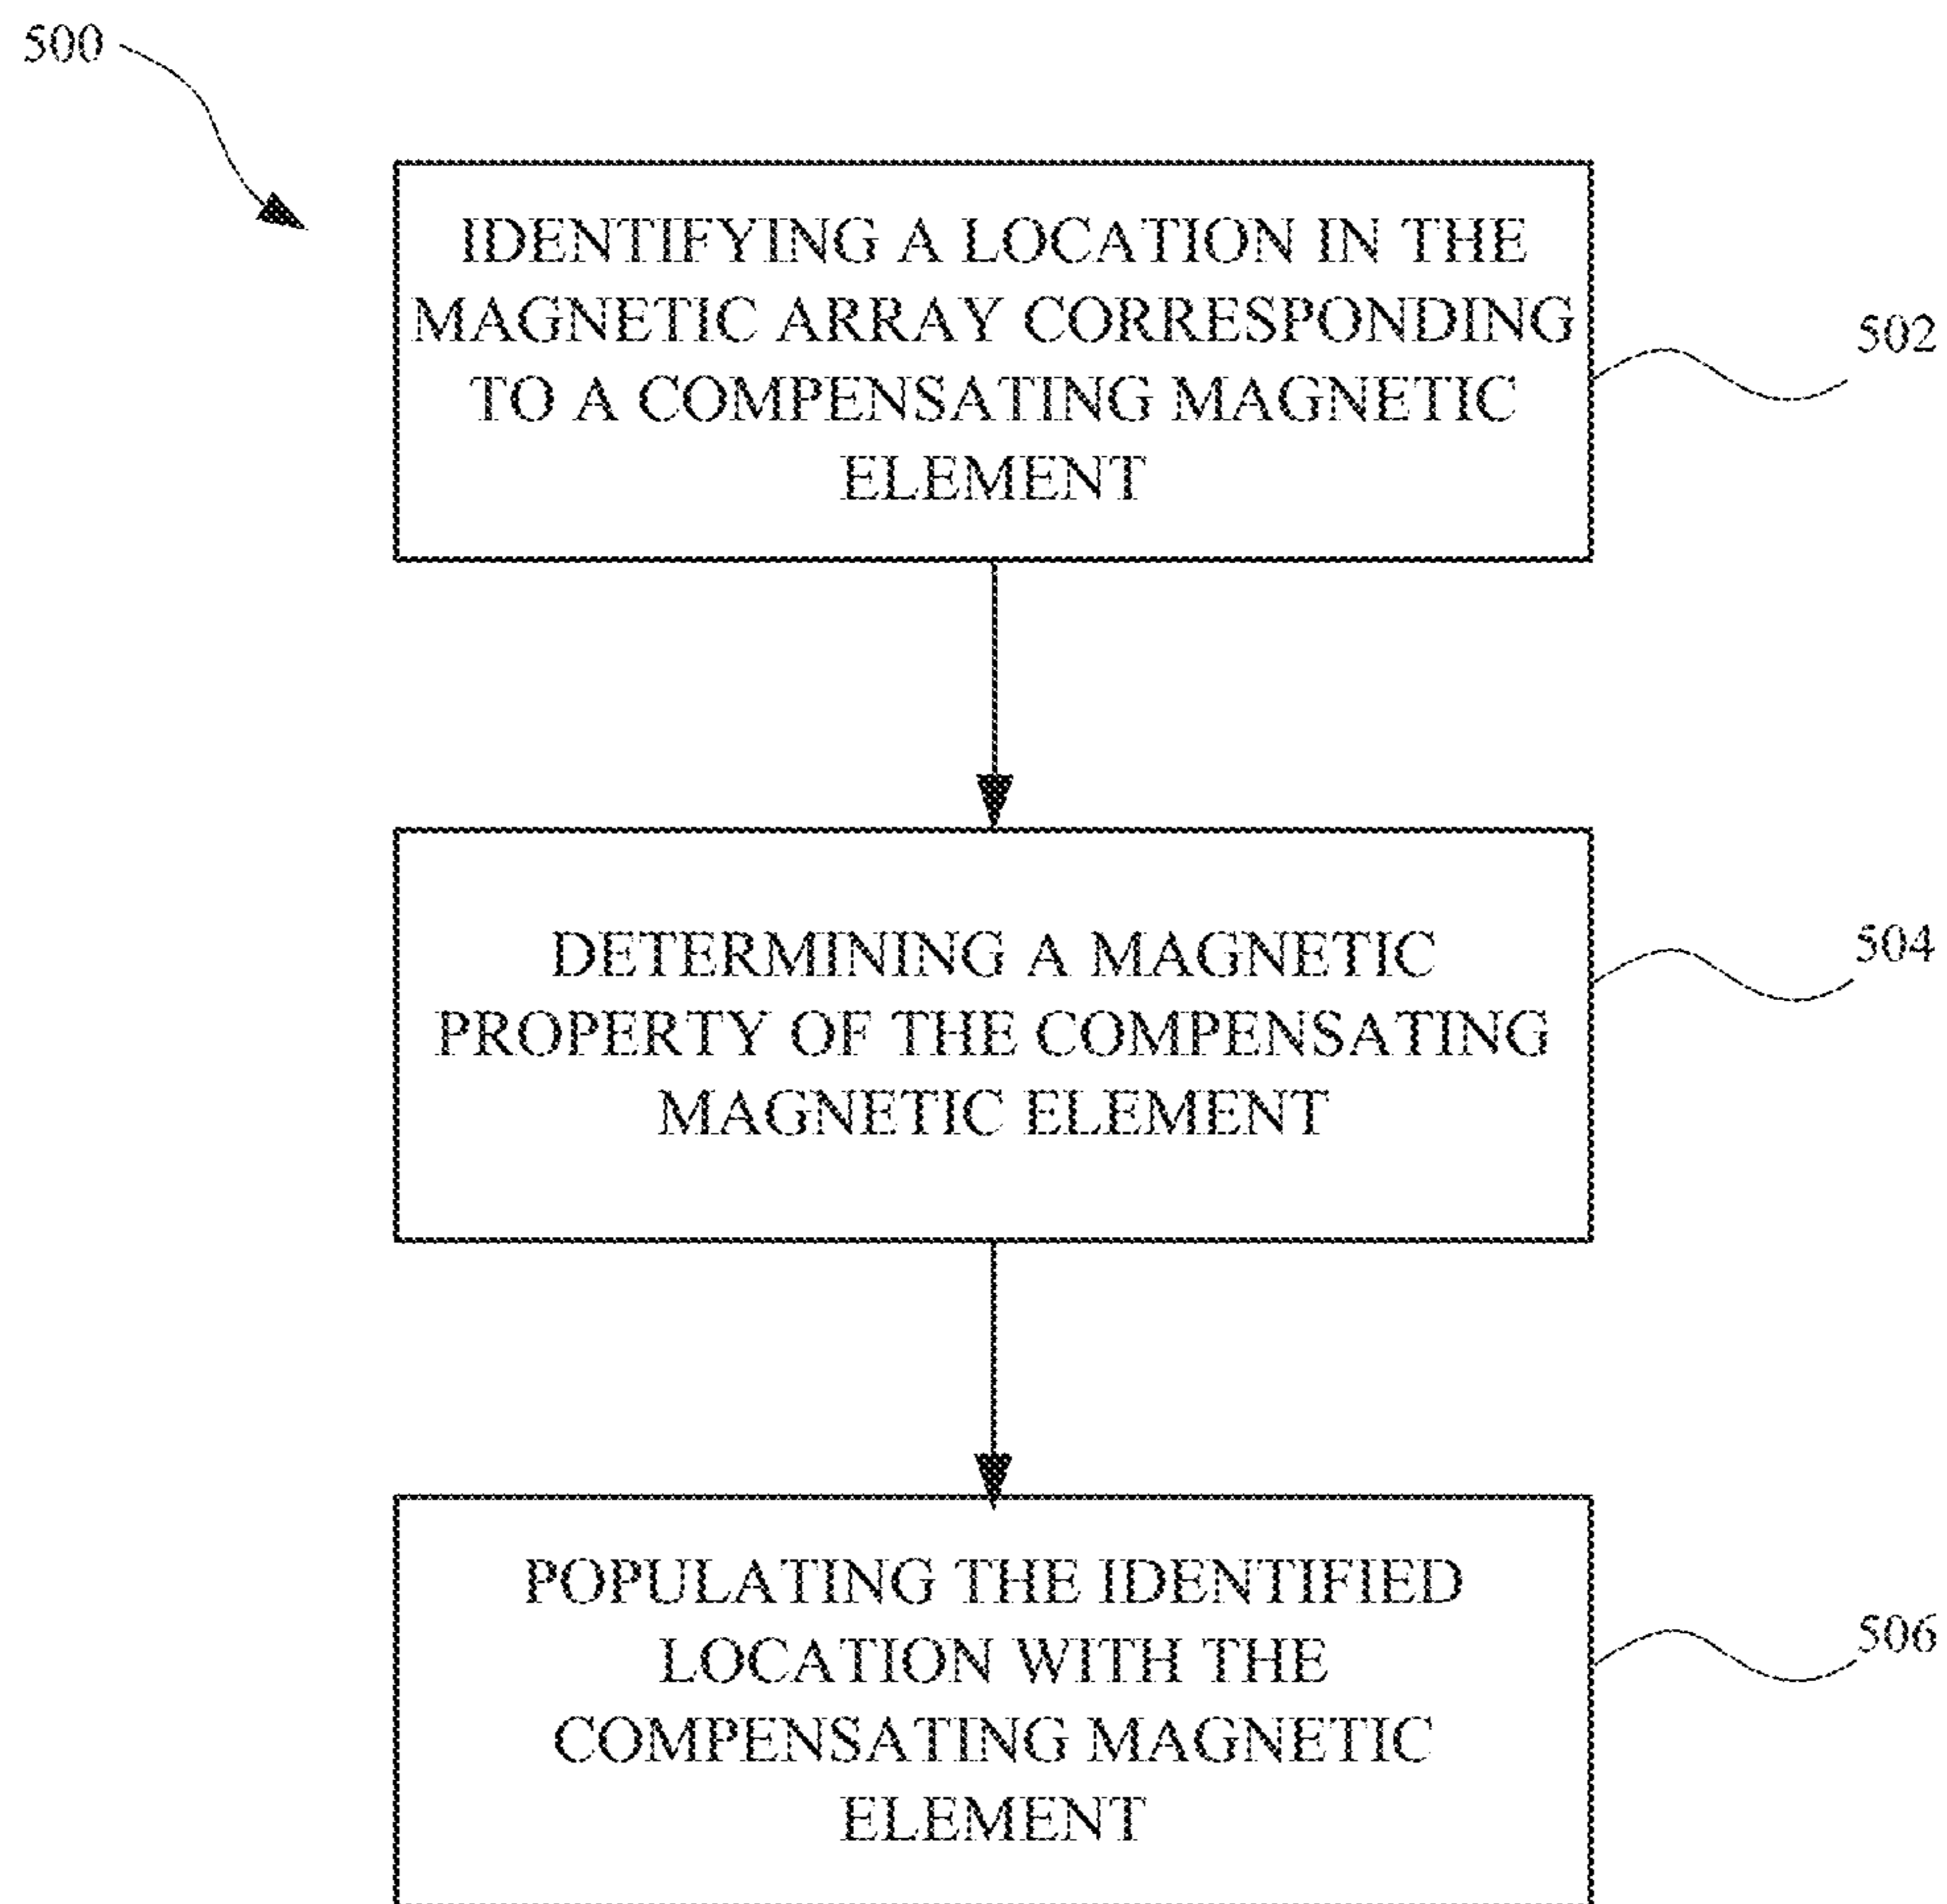 500
IDENTIFYING A LOCATION IN THE
MAGNETIC ARRAY CORRESPONDING
TO A COMPENSATING MAGNETIC
ELEMENT
502
DETERMINING A MAGNETIC
PROPERTY OF THE COMPENSATING
MAGNETIC ELEMENT
504
POPULATING THE IDENTIFIED
LOCATION WITH THE
COMPENSATING MAGNETIC
ELEMENT
506